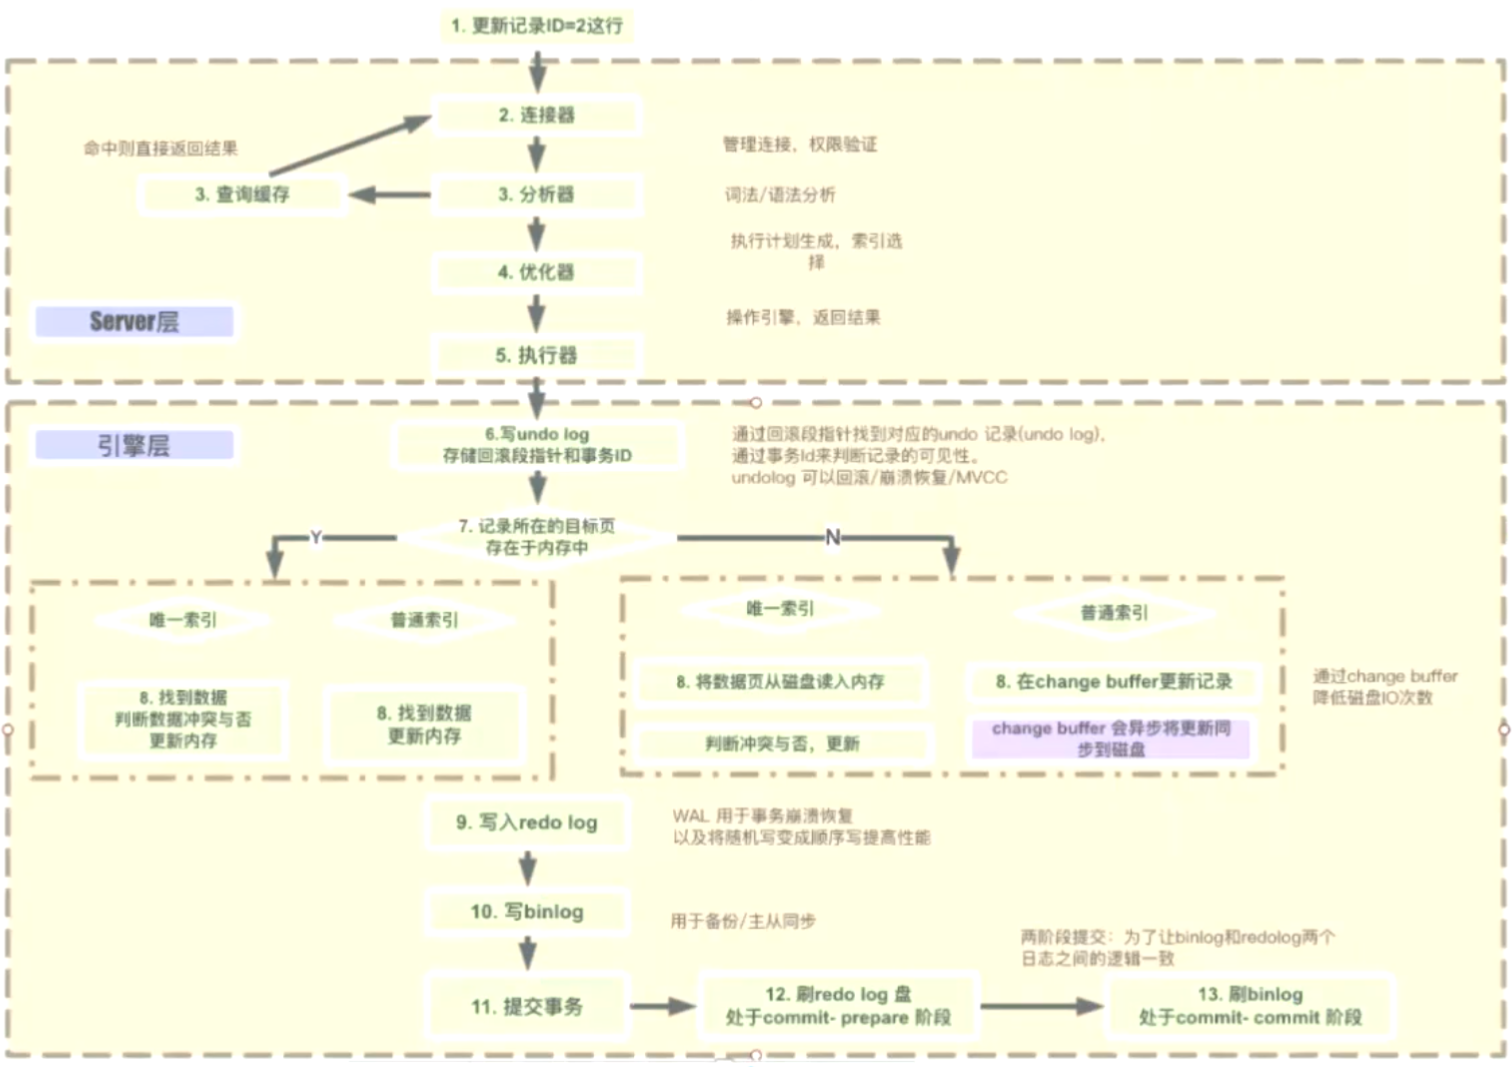 1. 更新记录ID=2这行
2. 连接器
命中则直接返回结果
管理连接，权限验证
3. 查询缓存
3. 分析器
词法/语法分析
执行计划生成，索引选
择
4. 优化器
Server层
操作引擎，返回结果
5. 执行器
引擎层
6.写undo log
存储回滚段指针和事务ID
通过回滚段指针找到对应的undo 记录(undo log)，
通过事务Id来判断记录的可见性。
undolog 可以回滚/崩溃恢复/MVCC
7. 记录所在的目标页
存在于内存中
Y
N
唯一索引
普通索引
8. 找到数据
判断数据冲突与否
更新内存
8. 找到数据
更新内存
唯一索引
普通索引
8. 将数据页从磁盘读入内存
判断冲突与否，更新
8. 在change buffer更新记录
change buffer 会异步将更新同
步到磁盘
通过change buffer
降低磁盘IO次数
9. 写入redo log
WAL 用于事务崩溃恢复
以及将随机写变成顺序写提高性能
10. 写binlog
用于备份/主从同步
两阶段提交：为了让binlog和redolog两个
日志之间的逻辑一致
11. 提交事务
12. 刷redo log 盘
处于commit- prepare 阶段
13. 刷binlog
处于commit- commit 阶段